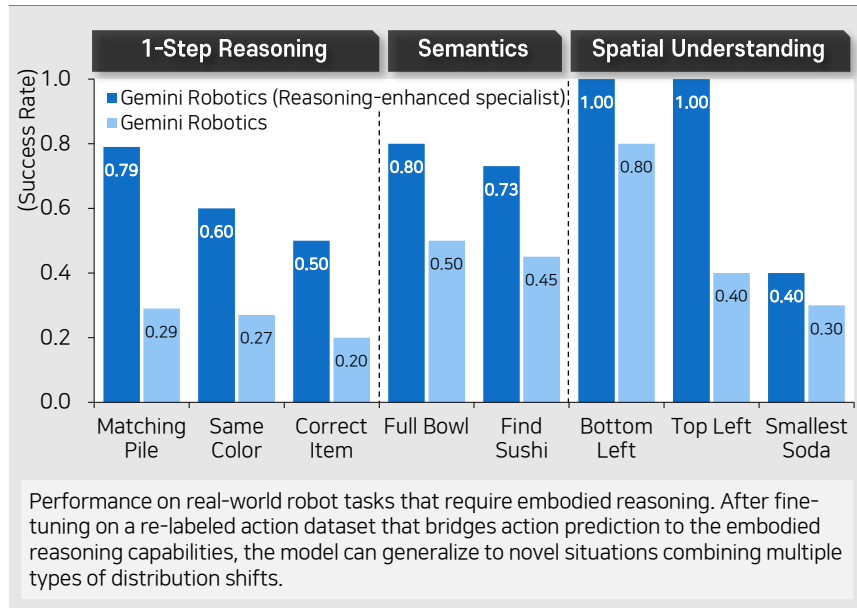 1-Step Reasoning
Semantics
Spatial Understanding
(Success Rate)
1.0
0.8
0.6
0.4
0.2
0.0
Gemini Robotics (Reasoning-enhanced specialist)
Gemini Robotics
0.79
0.29
0.60
0.27
0.50
0.20
0.80
0.50
0.73
0.45
1.00
0.80
1.00
0.40
0.40
0.30
Matching
Pile
Same
Color
Correct
Item
Full Bowl
Find
Sushi
Bottom
Left
Top Left
Smallest
Soda
Performance on real-world robot tasks that require embodied reasoning. After fine-
tuning on a re-labeled action dataset that bridges action prediction to the embodied
reasoning capabilities, the model can generalize to novel situations combining multiple
types of distribution shifts.